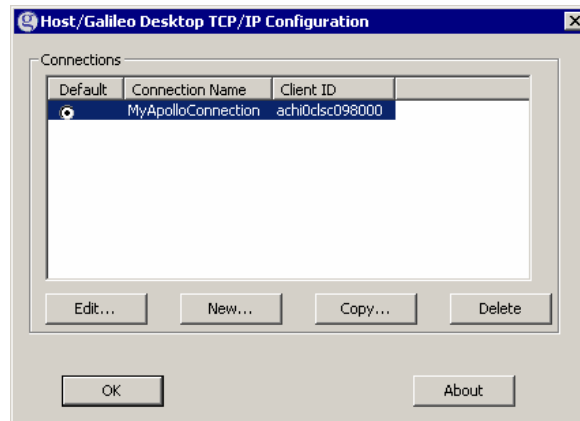 Host/Galileo Desktop TCP/IP Configuration
Connections
Default Connection Name Client ID
MyApolloConnection achi0clsc098000
Edit... New... Copy... Delete
OK About